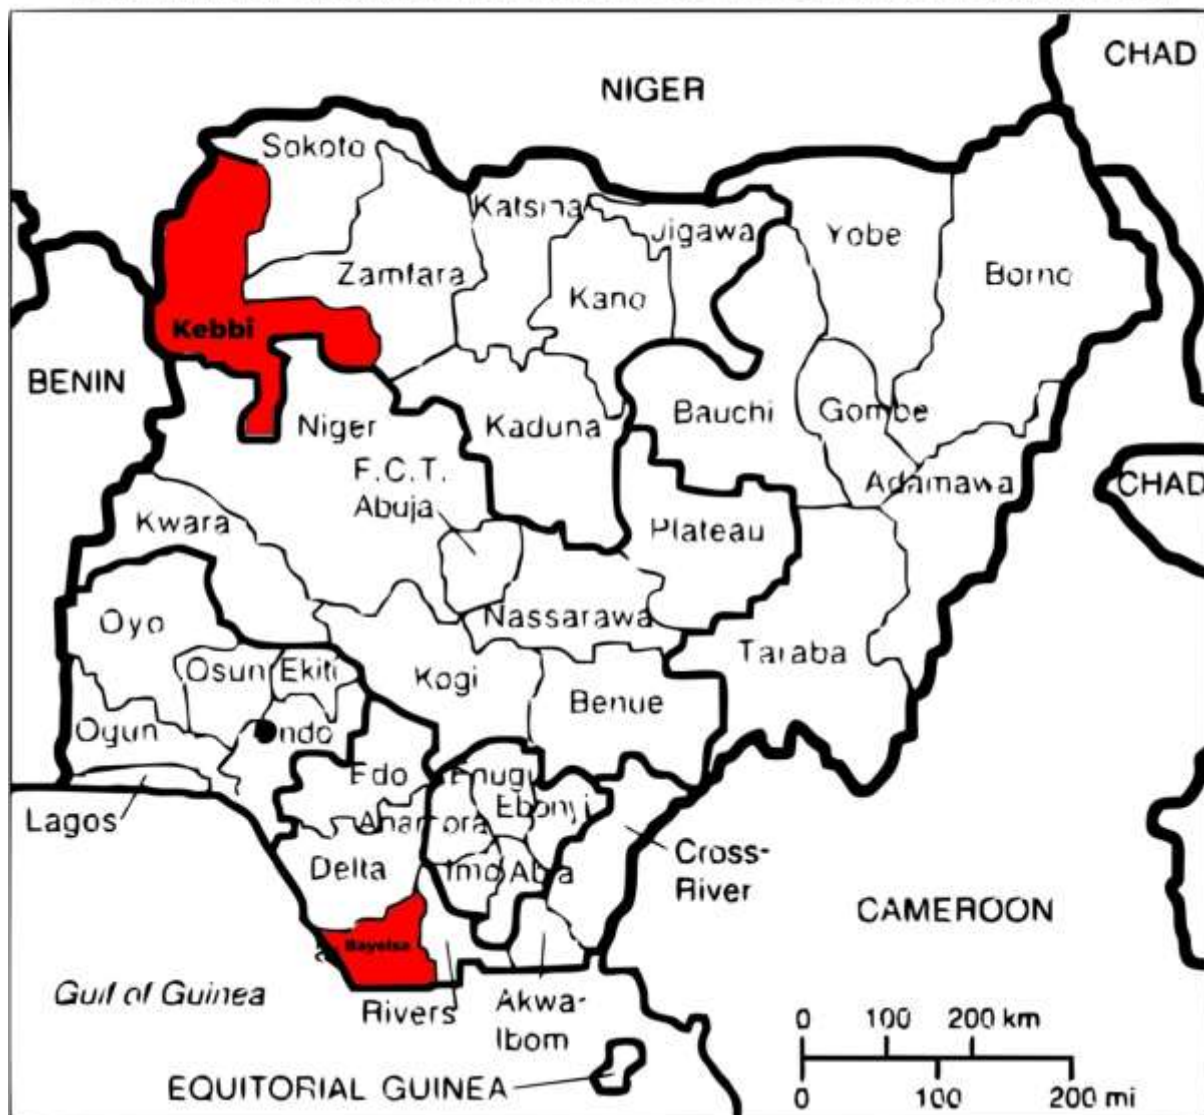 CHAD
NIGER
Sokoto
Katsina
Jigawa
Yobe
Borno
Zamfara
Kano
Kebbi
BENIN
Niger
Kaduna
Bauchi
Gombe
F.C.T.
Abuja
Adamawa
CHAD
Kwara
Plateau
Nassarawa
Oyo
Taraba
Osun
Ekiti
Kogi
Benue
Ogun
ndo
Edo
Enugu
Ebonyi
Lagos
Anambra
Delta
Imo
Abia
Cross-
River
CAMEROON
Bayelsa
Gulf of Guinea
Rivers
Akwa-
Ibom
EQUITORIAL GUINEA
0 100 200 km
0 100 200 mi